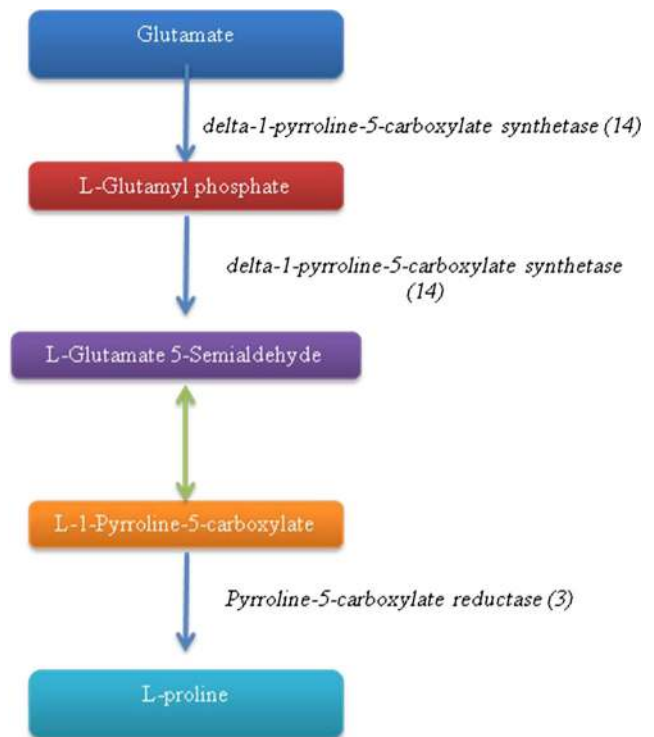 Glutamate
delta-1-pyrroline-5-carboxylate synthetase (14)
L-Glutamyl phosphate
delta-1-pyrroline-5-carboxylate synthetase
(14)
L-Glutamate 5-Semialdehyde
L-1-Pyrroline-5-carboxylate
Pyrroline-5-carboxylate reductase (3)
L-proline